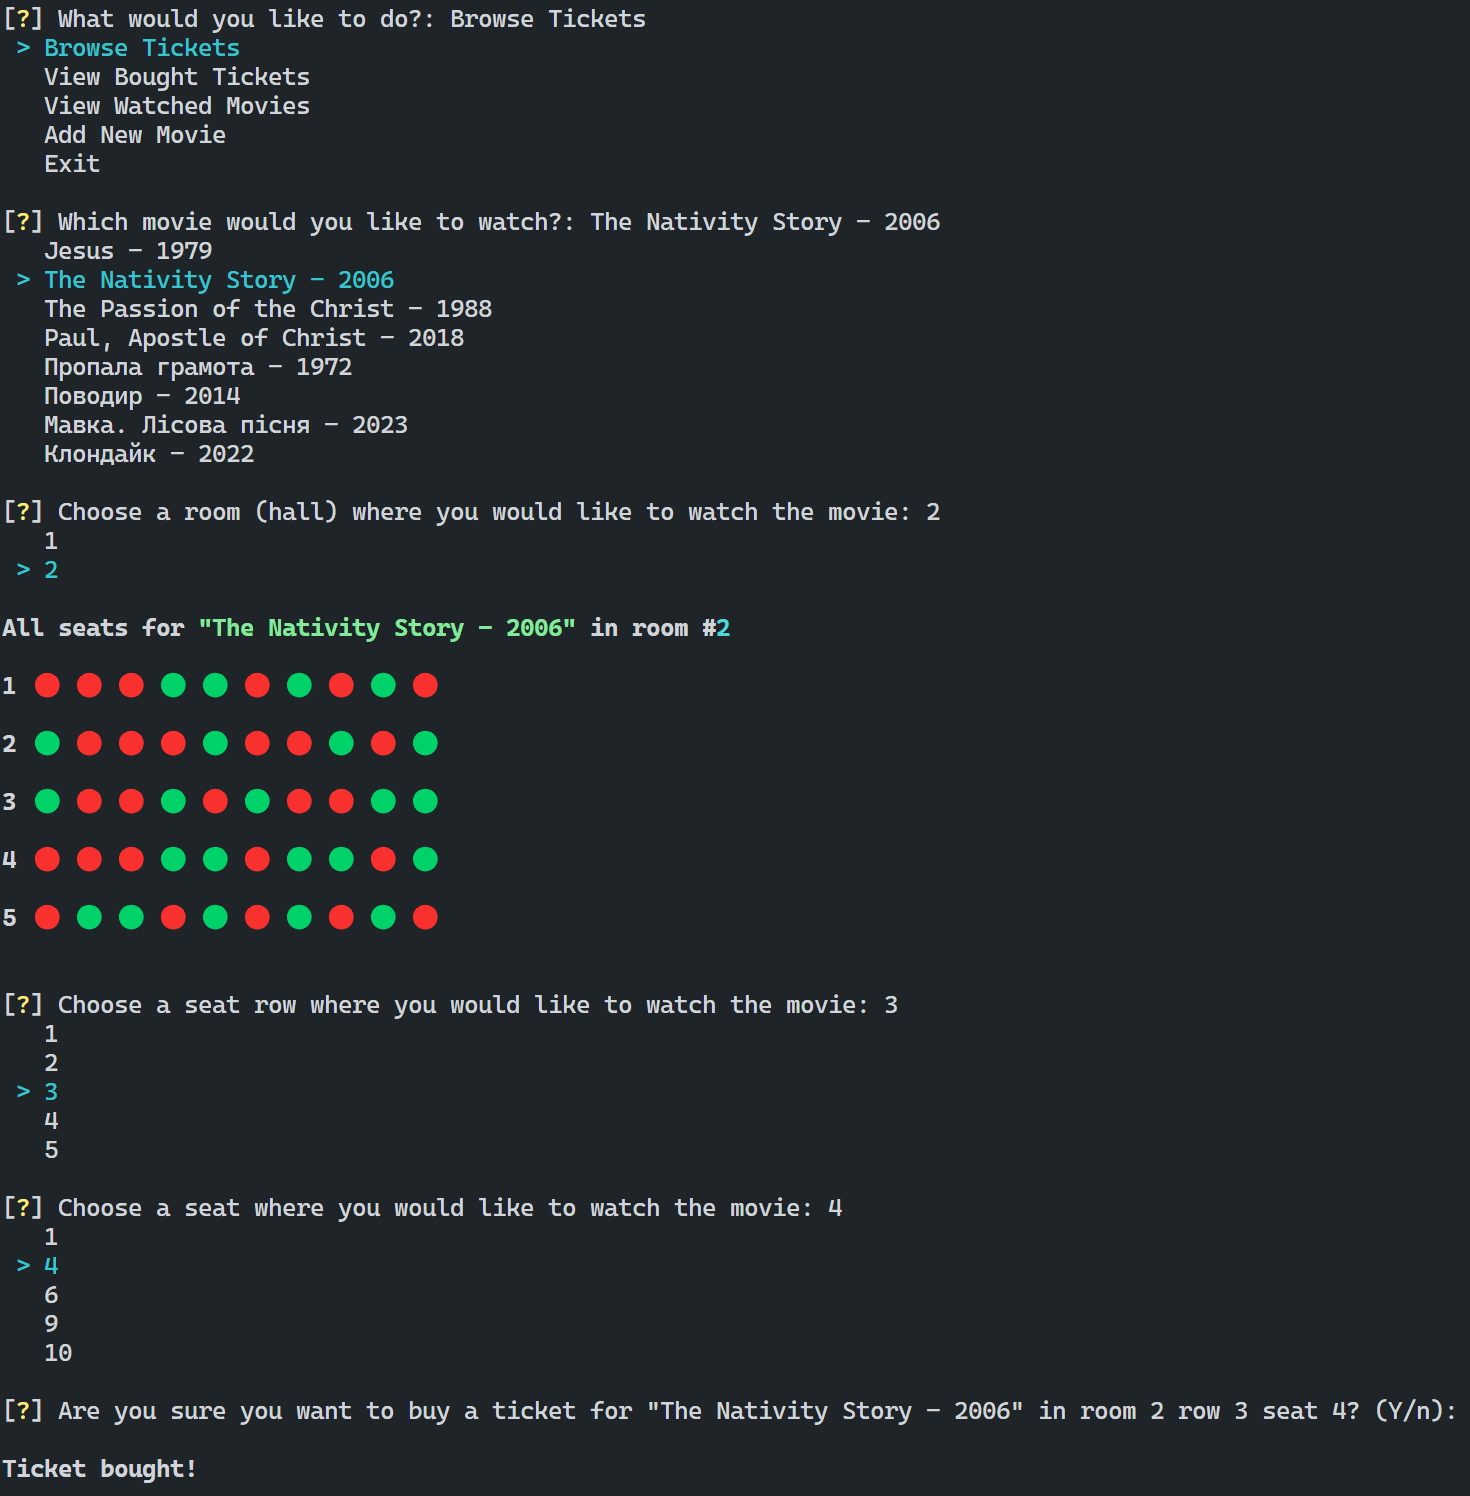 [?] What would you like to do?: Browse Tickets
> Browse Tickets
View Bought Tickets
View Watched Movies
Add New Movie
Exit
[?] Which movie would you like to watch?: The Nativity Story - 2006
Jesus - 1979
> The Nativity Story - 2006
The Passion of the Christ - 1988
Paul, Apostle of Christ - 2018
Пропала грамота - 1972
Поводир - 2014
Мавка. Лісова пісня - 2023
Клондайк - 2022
[?] Choose a room (hall) where you would like to watch the movie: 2
1
> 2
All seats for "The Nativity Story - 2006" in room #2
1
2
3
4
5
[?] Choose a seat row where you would like to watch the movie: 3
1
2
> 3
4
5
[?] Choose a seat where you would like to watch the movie: 4
1
> 4
6
9
10
[?] Are you sure you want to buy a ticket for "The Nativity Story - 2006" in room 2 row 3 seat 4? (Y/n):
Ticket bought!